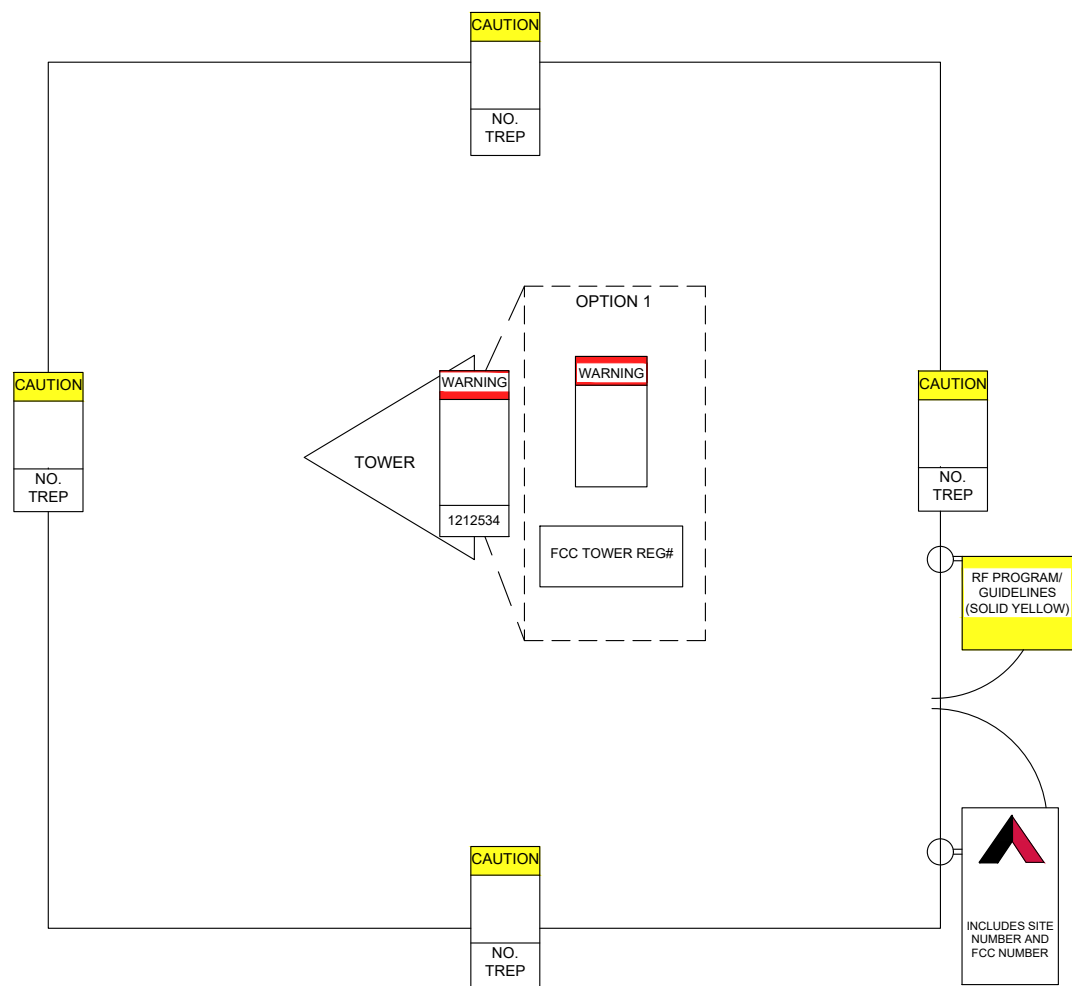 CAUTION
NO.
TREP
OPTION 1
WARNING
WARNING
CAUTION
NO.
TREP
TOWER
1212534
FCC TOWER REG#
CAUTION
NO.
TREP
RF PROGRAM/
GUIDELINES
(SOLID YELLOW)
CAUTION
NO.
TREP
INCLUDES SITE
NUMBER AND
FCC NUMBER